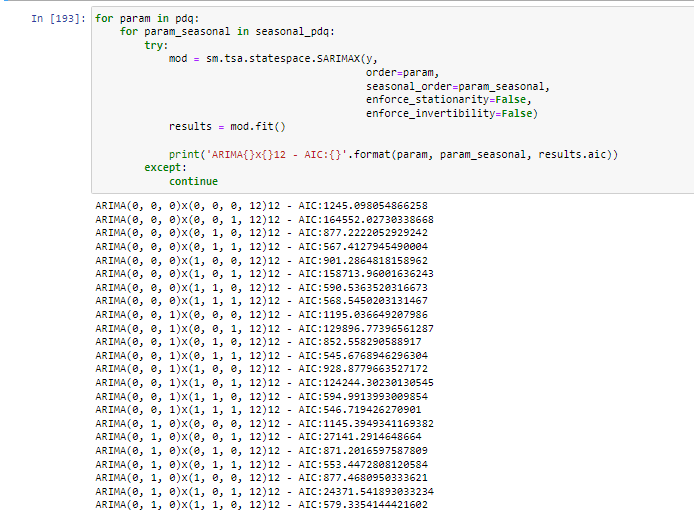 In [193]: for param in pdq:
    for param_seasonal in seasonal_pdq:
        try:
            mod = sm.tsa.statespace.SARIMAX(y,
                                            order=param,
                                            seasonal_order=param_seasonal,
                                            enforce_stationarity=False,
                                            enforce_invertibility=False)
            results = mod.fit()
            print('ARIMA{}x{}12 - AIC:{}'.format(param, param_seasonal, results.aic))
        except:
            continue
ARIMA(0, 0, 0)x(0, 0, 0, 12)12 - AIC:1245.098054866258
ARIMA(0, 0, 0)x(0, 0, 1, 12)12 - AIC:164552.02730338668
ARIMA(0, 0, 0)x(0, 1, 0, 12)12 - AIC:877.2222052929242
ARIMA(0, 0, 0)x(0, 1, 1, 12)12 - AIC:567.4127945490004
ARIMA(0, 0, 0)x(1, 0, 0, 12)12 - AIC:901.2864818158962
ARIMA(0, 0, 0)x(1, 0, 1, 12)12 - AIC:158713.96001636243
ARIMA(0, 0, 0)x(1, 1, 0, 12)12 - AIC:590.5363520316673
ARIMA(0, 0, 0)x(1, 1, 1, 12)12 - AIC:568.5450203131467
ARIMA(0, 0, 1)x(0, 0, 0, 12)12 - AIC:1195.036649207986
ARIMA(0, 0, 1)x(0, 0, 1, 12)12 - AIC:129896.77396561287
ARIMA(0, 0, 1)x(0, 1, 0, 12)12 - AIC:852.558290588917
ARIMA(0, 0, 1)x(0, 1, 1, 12)12 - AIC:545.6768946296304
ARIMA(0, 0, 1)x(1, 0, 0, 12)12 - AIC:928.8779663527172
ARIMA(0, 0, 1)x(1, 0, 1, 12)12 - AIC:124244.30230130545
ARIMA(0, 0, 1)x(1, 1, 0, 12)12 - AIC:594.9913993009854
ARIMA(0, 0, 1)x(1, 1, 1, 12)12 - AIC:546.719426270901
ARIMA(0, 1, 0)x(0, 0, 0, 12)12 - AIC:1145.3949341169382
ARIMA(0, 1, 0)x(0, 0, 1, 12)12 - AIC:27141.2914648664
ARIMA(0, 1, 0)x(0, 1, 0, 12)12 - AIC:871.2016597587809
ARIMA(0, 1, 0)x(0, 1, 1, 12)12 - AIC:553.4472808120584
ARIMA(0, 1, 0)x(1, 0, 0, 12)12 - AIC:877.4680950333621
ARIMA(0, 1, 0)x(1, 0, 1, 12)12 - AIC:24371.541893033234
ARIMA(0, 1, 0)x(1, 1, 0, 12)12 - AIC:579.3354144421602